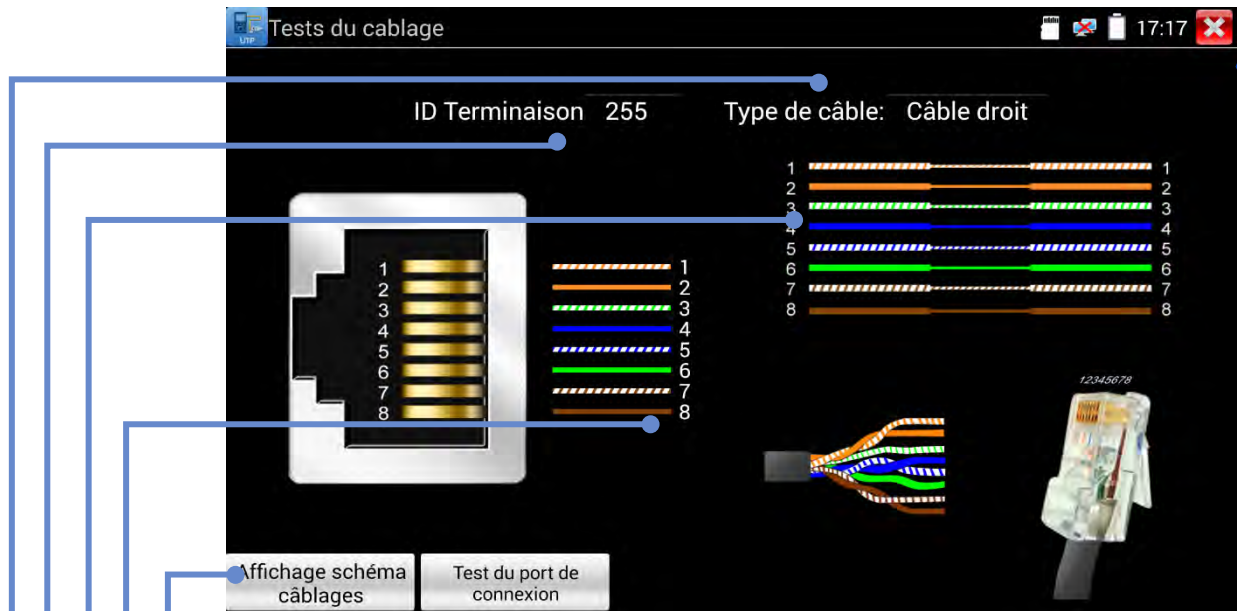 Tests du cablage
UTP
17:17
ID Terminaison 255
Type de câble: Câble droit
1 1
2 2
3 3
4 4
5 5
6 6
7 7
8 8
1 1
2 2
3 3
4 4
5 5
6 6
7 7
8 8
12345678
Affichage schéma
câblages
Test du port de
connexion